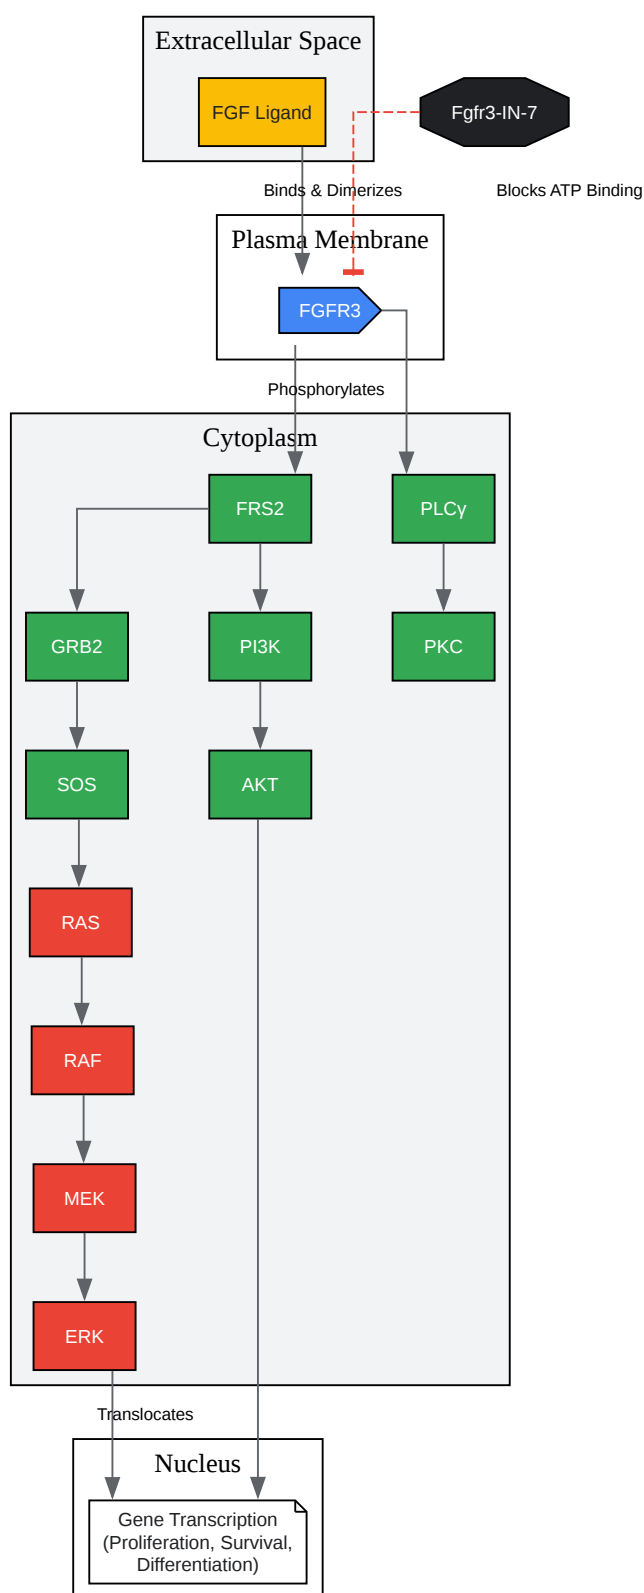 Extracellular Space
FGF Ligand
Fgfr3-IN-7
Binds & Dimerizes
Blocks ATP Binding
Plasma Membrane
FGFR3
Phosphorylates
Cytoplasm
FRS2
PLCγ
GRB2
PI3K
PKC
SOS
AKT
RAS
RAF
MEK
ERK
Translocates
Nucleus
Gene Transcription
(Proliferation, Survival,
Differentiation)